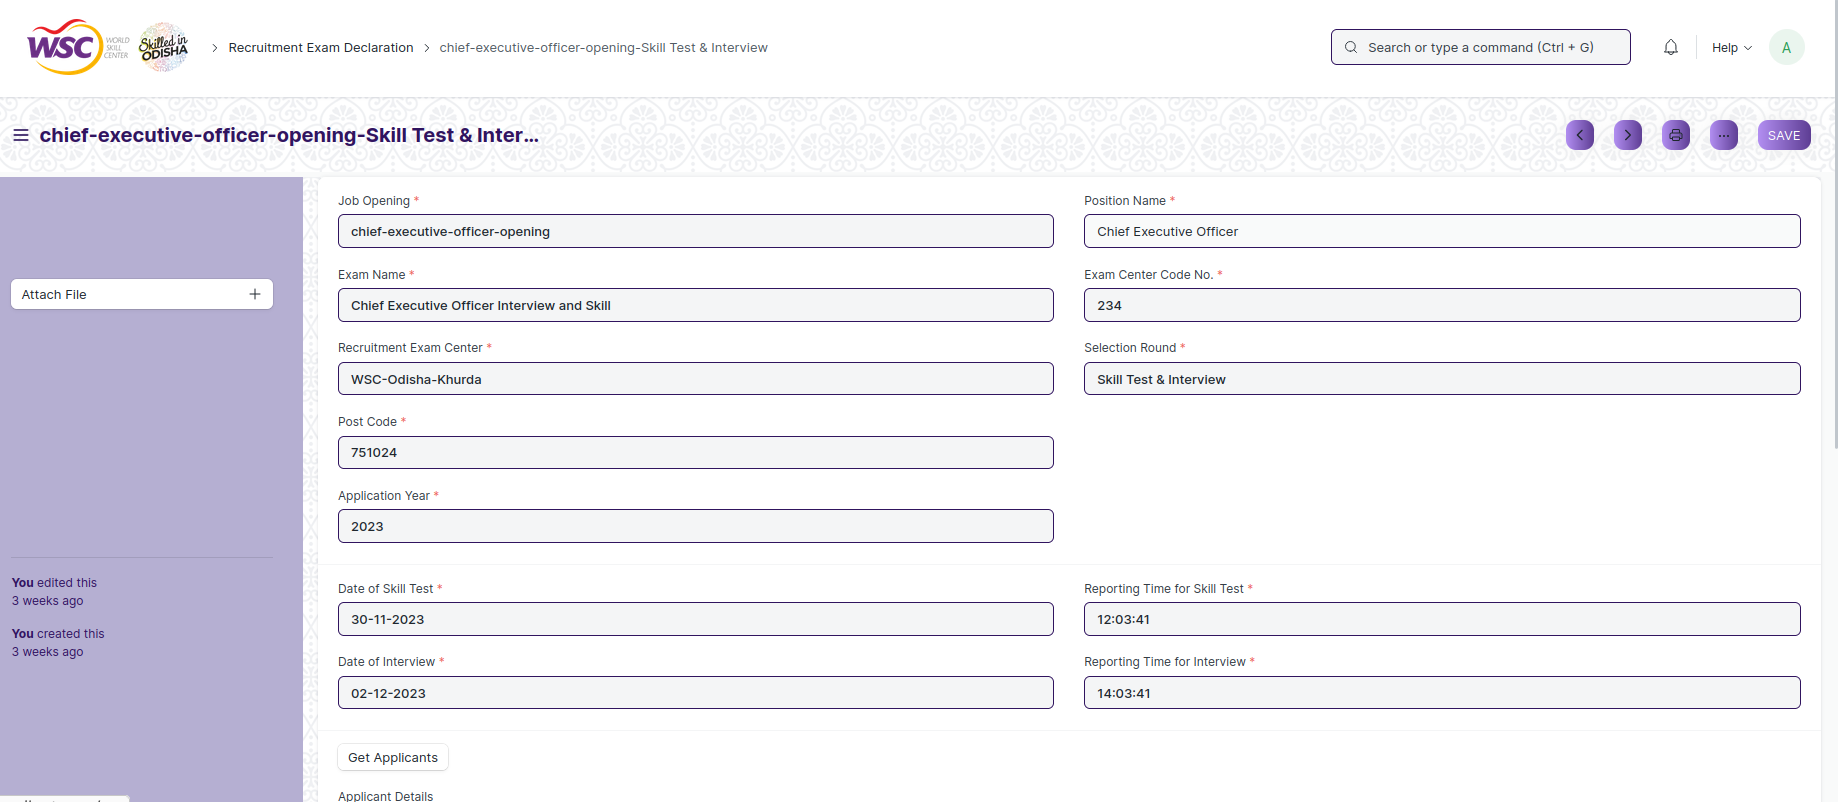 WSC
WORLD
SKILL
CENTER
Skilled in
ODISHA
Recruitment Exam Declaration
chief-executive-officer-opening-Skill Test & Interview
Search or type a command (Ctrl + G)
Help
A
chief-executive-officer-opening-Skill Test & Inter...
SAVE
Attach File
You edited this
3 weeks ago
You created this
3 weeks ago
Job Opening *
chief-executive-officer-opening
Position Name *
Chief Executive Officer
Exam Name *
Chief Executive Officer Interview and Skill
Exam Center Code No. *
234
Recruitment Exam Center *
WSC-Odisha-Khurda
Selection Round *
Skill Test & Interview
Post Code *
751024
Application Year *
2023
Date of Skill Test *
30-11-2023
Reporting Time for Skill Test *
12:03:41
Date of Interview *
02-12-2023
Reporting Time for Interview *
14:03:41
Get Applicants
Applicant Details